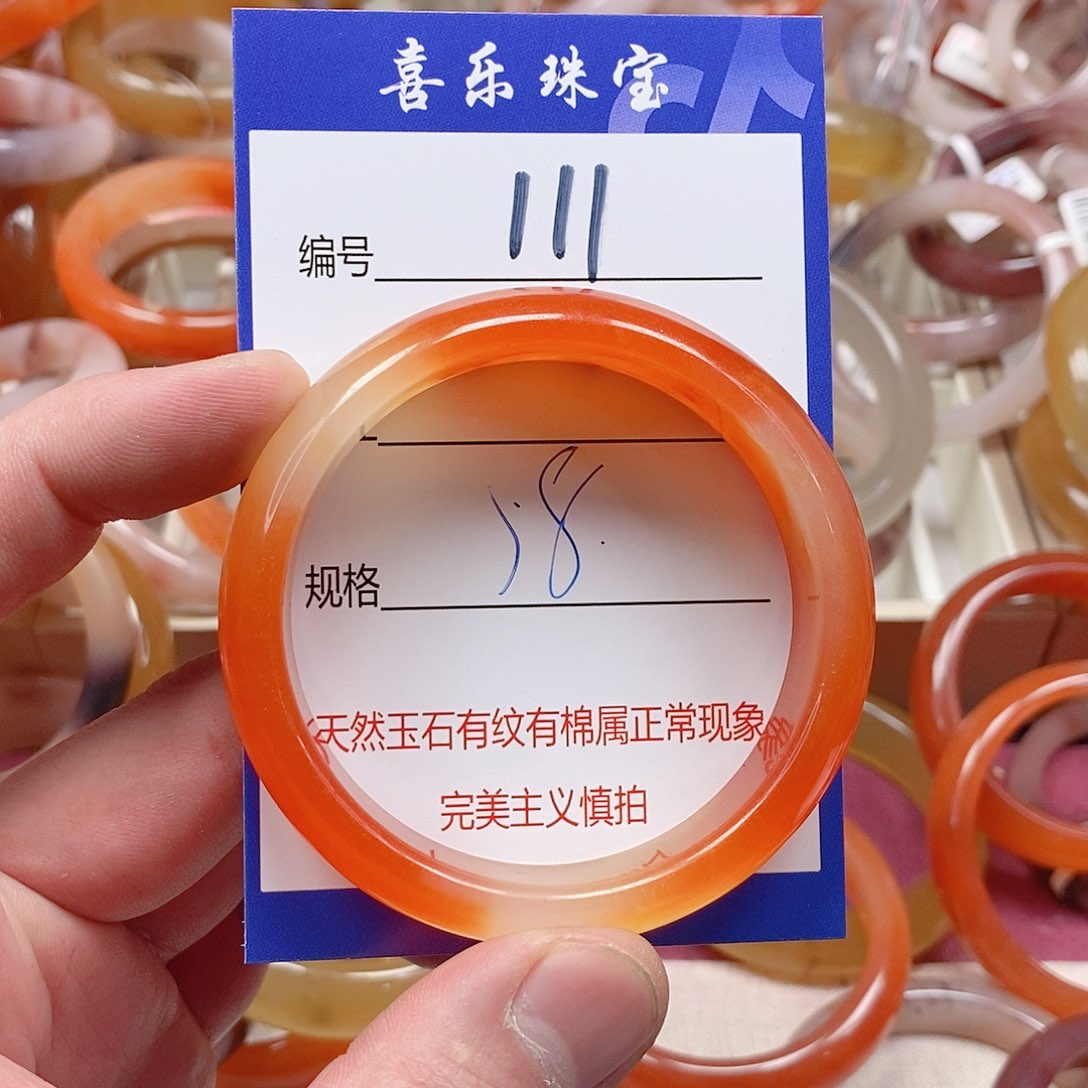 喜乐珠宝
编号 111
规格 58.
天然玉石有纹有棉属正常现象
完美主义慎拍